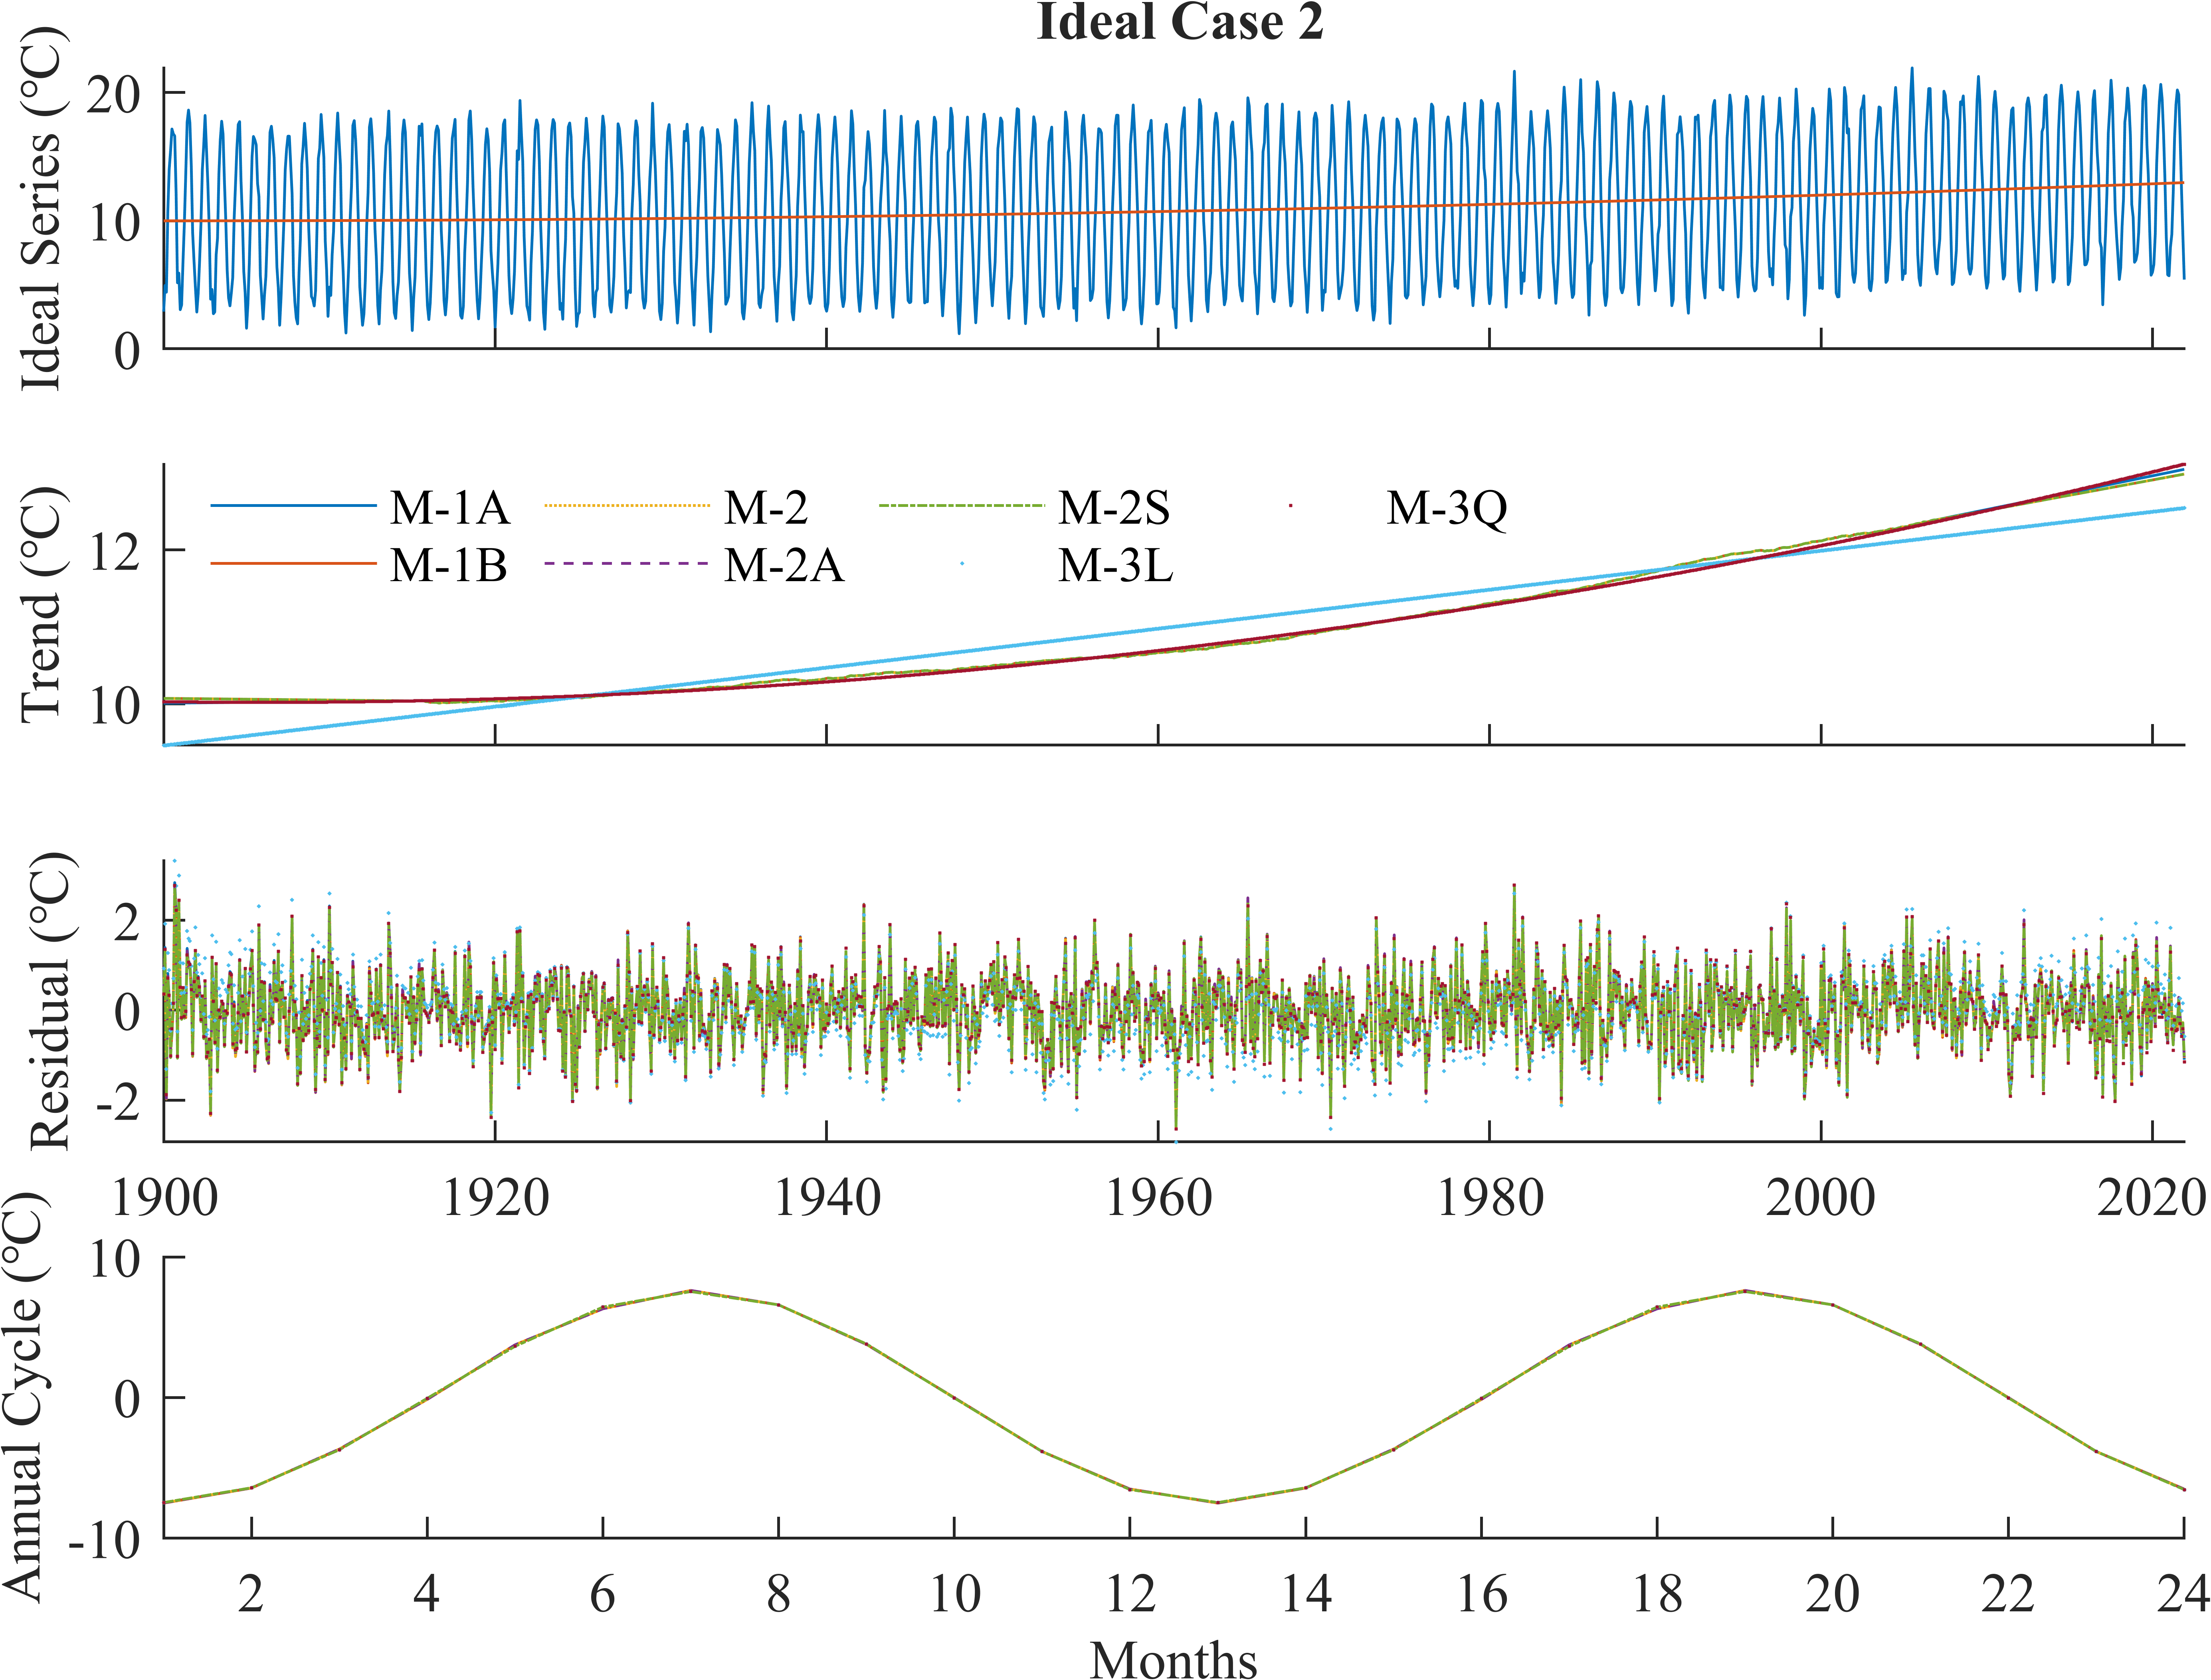 Ideal Case 2
Ideal Series (°C)
20
10
0
Trend (°C)
12
10
M-1A
M-2
M-2S
M-3Q
M-1B
M-2A
M-3L
Residual (°C)
2
0
-2
1900
1920
1940
1960
1980
2000
2020
Annual Cycle (°C)
10
0
-10
2
4
6
8
10
12
14
16
18
20
22
24
Months